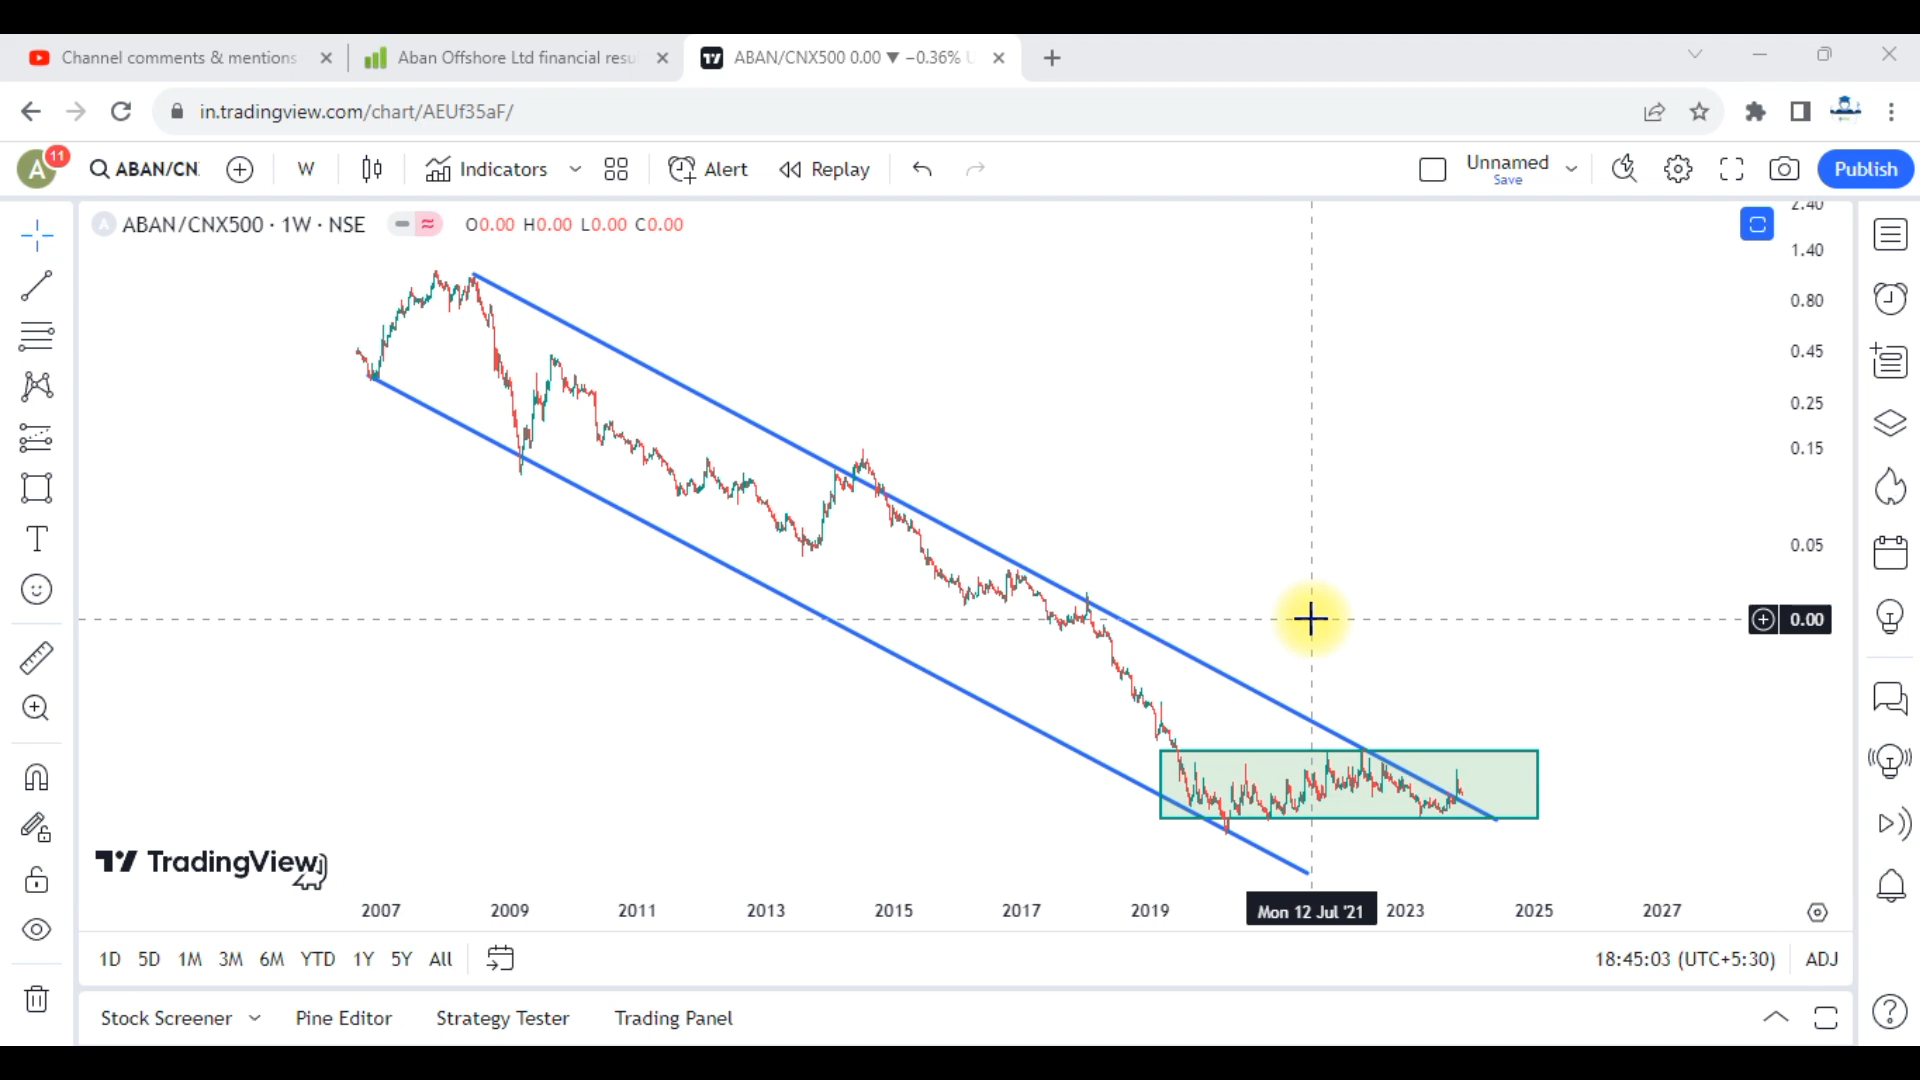 Channel comments & mentions
Aban Offshore Ltd financial resu
ABAN/CNX500 0.00 ▼ −0.36%
in.tradingview.com/chart/AEUf35aF/
A
11
ABAN/CN
W
Indicators
Alert
Replay
Unnamed
Save
Publish
A
ABAN/CNX500 · 1W · NSE
O0.00 H0.00 L0.00 C0.00
2.40
1.40
0.80
0.45
0.25
0.15
0.05
0.00
TradingView
2007 2009 2011 2013 2015 2017 2019 Mon 12 Jul '21 2023 2025 2027
1D 5D 1M 3M 6M YTD 1Y 5Y All
18:45:03 (UTC+5:30) ADJ
Stock Screener Pine Editor Strategy Tester Trading Panel